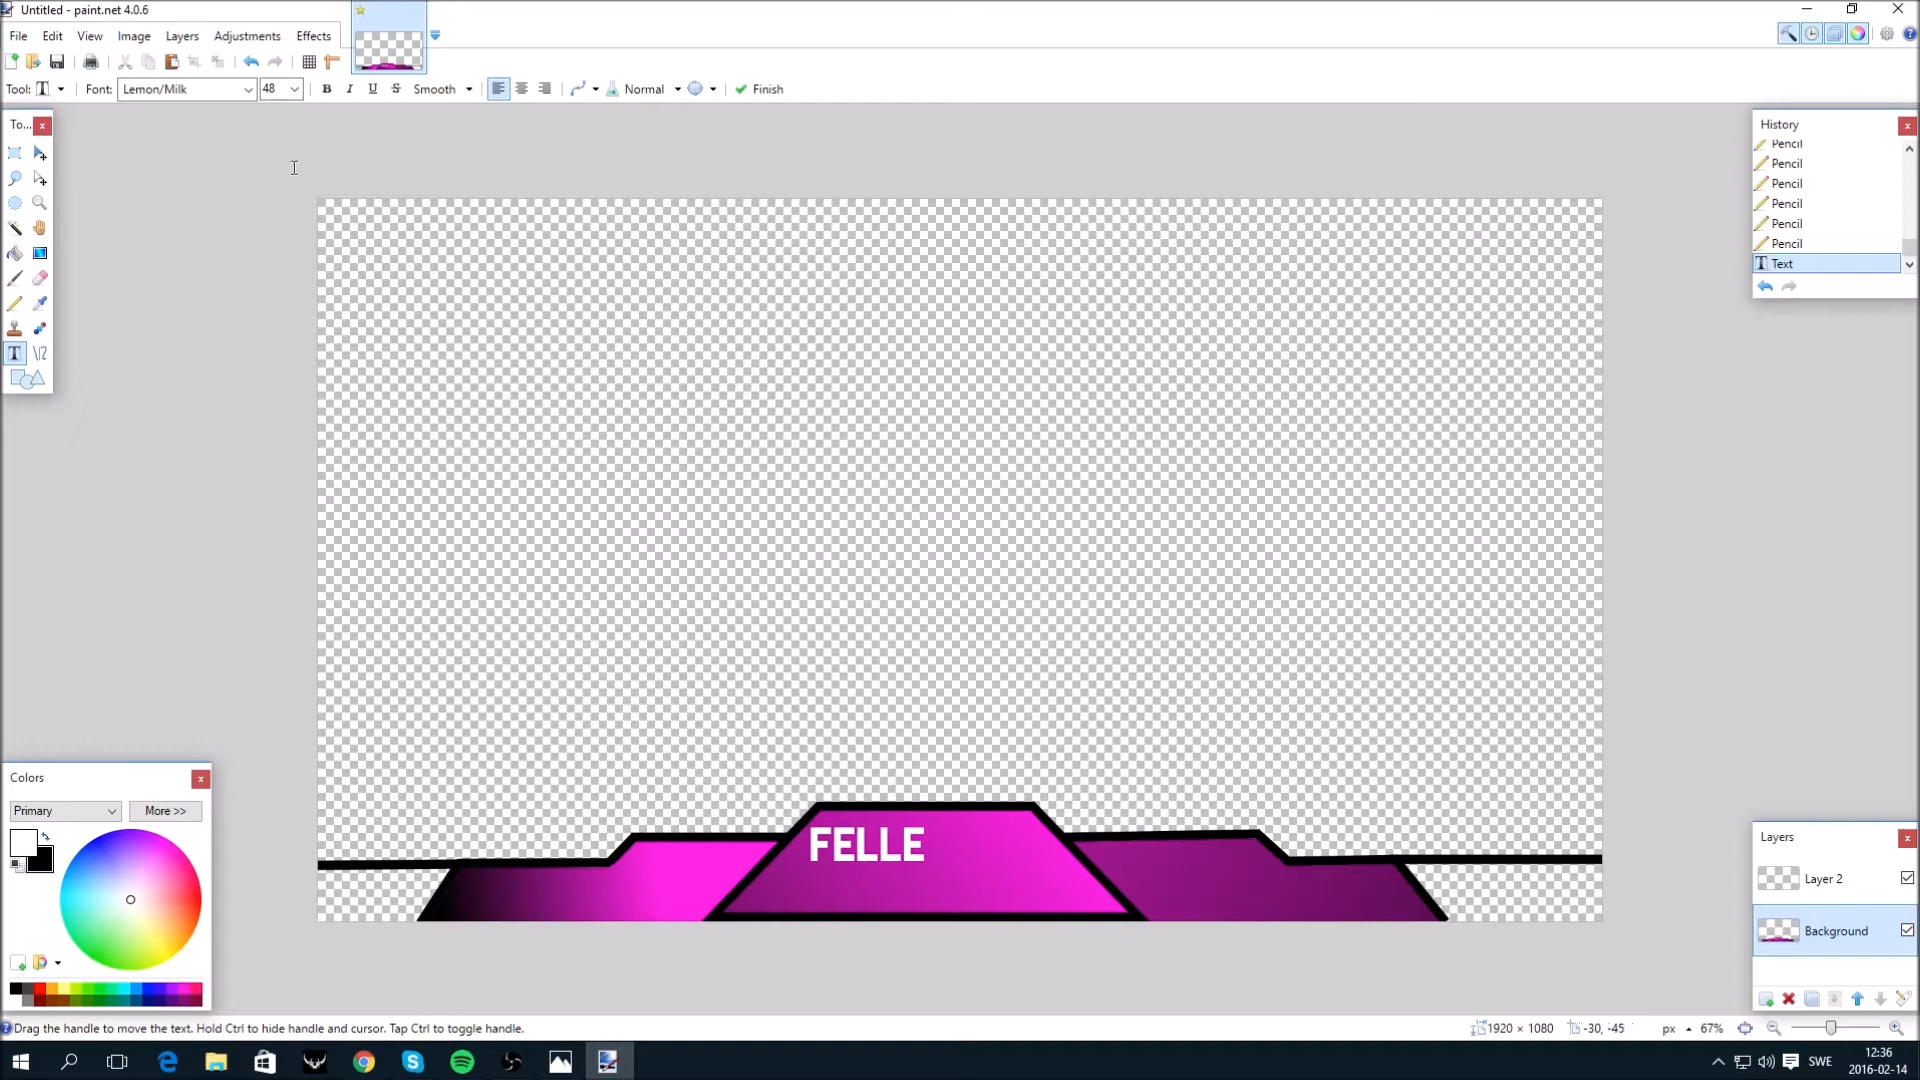 Untitled - paint.net 4.0.6
File Edit View Image Layers Adjustments Effects
Tool: Font: Lemon/Milk 48 B I U S Smooth Normal Finish
To...
History
Pencil
Pencil
Pencil
Pencil
Pencil
Pencil
Text
FELLE
Colors
Primary More >>
Layers
Layer 2
Background
Drag the handle to move the text. Hold Ctrl to hide handle and cursor. Tap Ctrl to toggle handle.
1920 × 1080 -30, -45 px 67%
SWE
12:36
2016-02-14